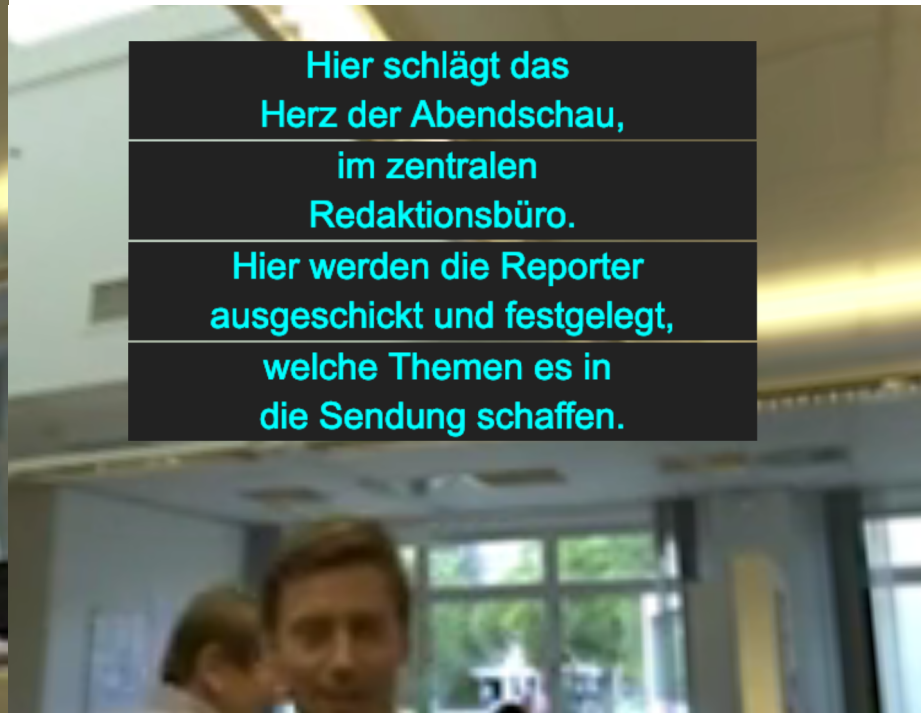 Hier schlägt das
Herz der Abendschau,
im zentralen
Redaktionsbüro.
Hier werden die Reporter
ausgeschickt und festgelegt,
welche Themen es in
die Sendung schaffen.